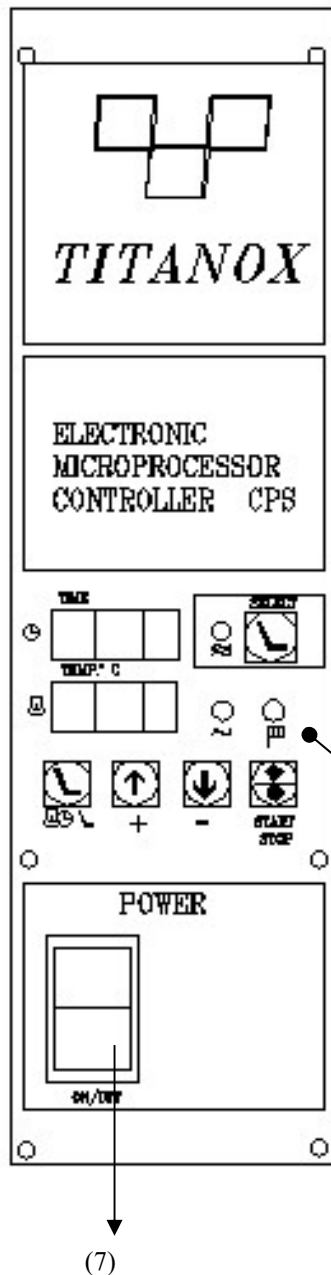 TITANOX
ELECTRONIC
MICROPROCESSOR
CONTROLLER CPS
TIME
SELECT
TEMP.° C
+
-
START
STOP
POWER
ON/OFF
(7)